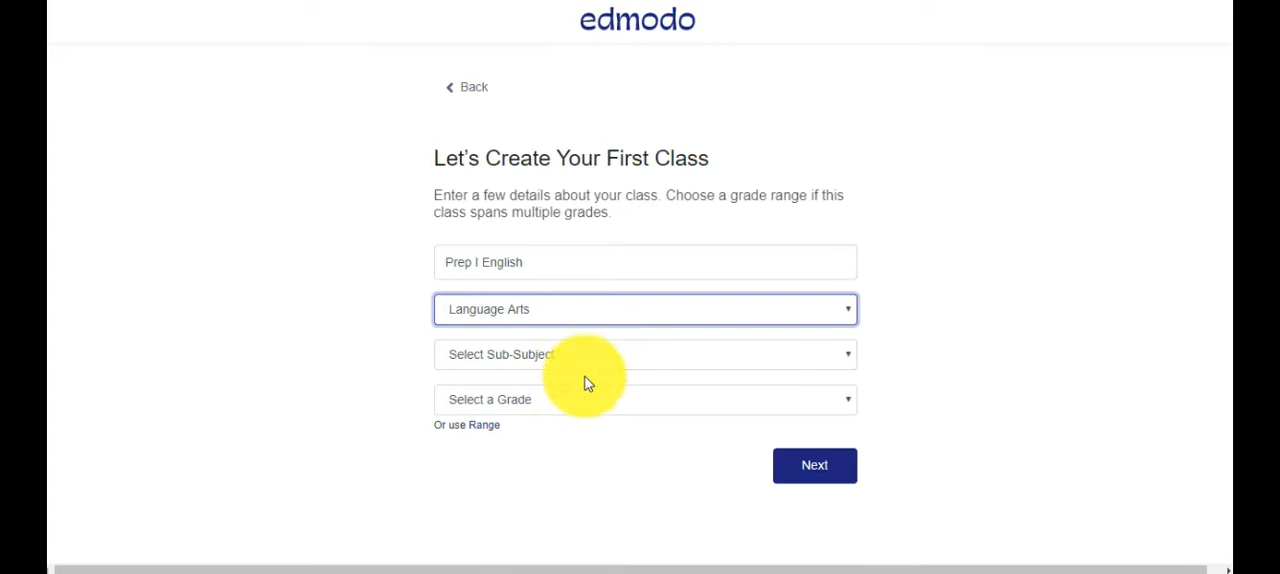 edmodo
Back
Let's Create Your First Class
Enter a few details about your class. Choose a grade range if this
class spans multiple grades.
Prep I English
Language Arts
Select Sub-Subject
Select a Grade
Or use Range
Next